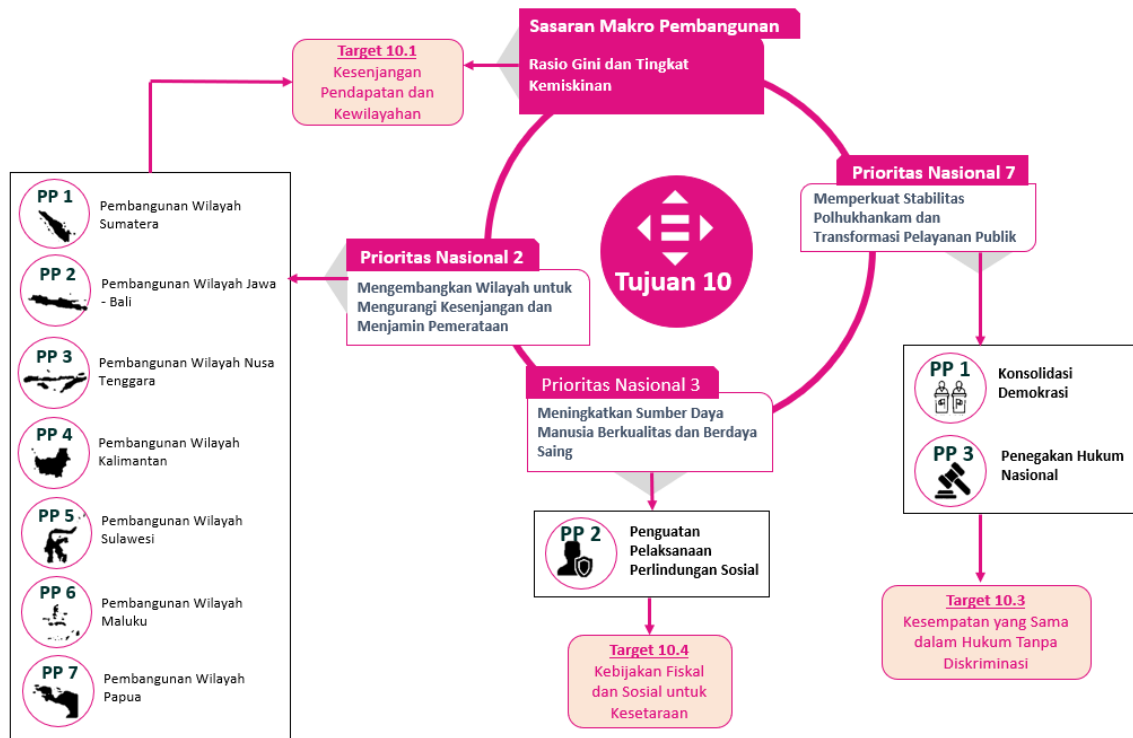 Sasaran Makro Pembangunan
Rasio Gini dan Tingkat
Kemiskinan
Target 10.1
Kesenjangan
Pendapatan dan
Kewilayahan
PP 1
Pembangunan Wilayah
Sumatera
PP 2
Pembangunan Wilayah Jawa
- Bali
PP 3
Pembangunan Wilayah Nusa
Tenggara
PP 4
Pembangunan Wilayah
Kalimantan
PP 5
Pembangunan Wilayah
Sulawesi
PP 6
Pembangunan Wilayah
Maluku
PP 7
Pembangunan Wilayah
Papua
Prioritas Nasional 2
Mengembangkan Wilayah untuk
Mengurangi Kesenjangan dan
Menjamin Pemerataan
Tujuan 10
Prioritas Nasional 7
Memperkuat Stabilitas
Polhukhankam dan
Transformasi Pelayanan Publik
Prioritas Nasional 3
Meningkatkan Sumber Daya
Manusia Berkualitas dan Berdaya
Saing
PP 2
Penguatan
Pelaksanaan
Perlindungan Sosial
Target 10.4
Kebijakan Fiskal
dan Sosial untuk
Kesetaraan
PP 1
Konsolidasi
Demokrasi
PP 3
Penegakan Hukum
Nasional
Target 10.3
Kesempatan yang Sama
dalam Hukum Tanpa
Diskriminasi